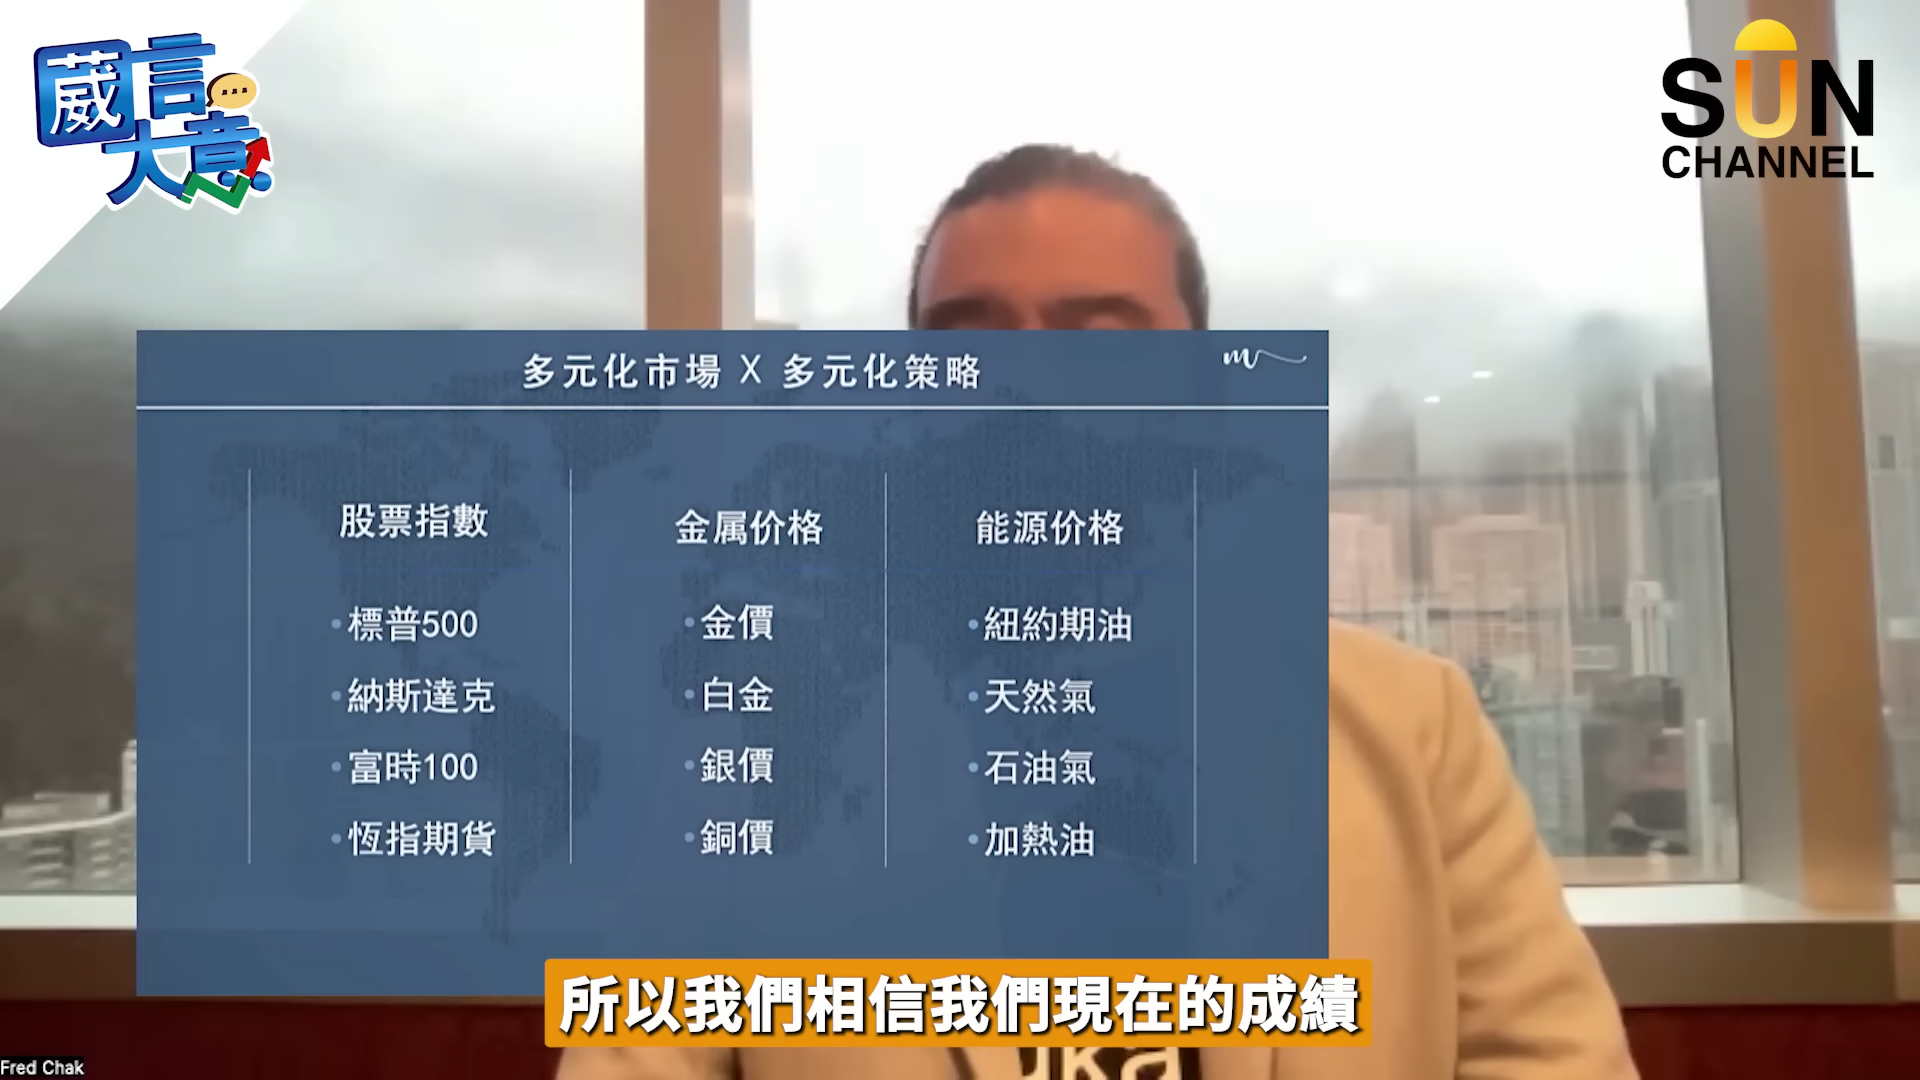 葳信
大意
SUN
CHANNEL
多元化市場 X 多元化策略
m
股票指數
金属价格
能源价格
•標普500
•金價
•紐約期油
•納斯達克
•白金
•天然氣
•富時100
•銀價
•石油氣
•恆指期貨
•銅價
•加熱油
所以我們相信我們現在的成績
Fred Chak